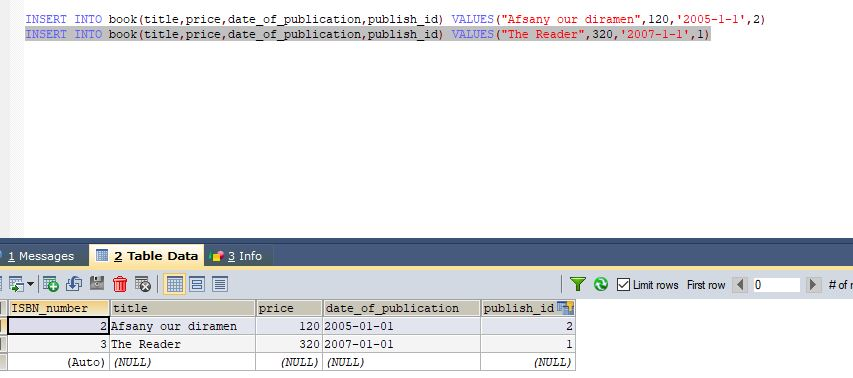 INSERT INTO book(title,price,date_of_publication,publish_id) VALUES("Afsany our diramen",120,'2005-1-1',2)
INSERT INTO book(title,price,date_of_publication,publish_id) VALUES("The Reader",320,'2007-1-1',1)
1 Messages 2 Table Data 3 Info
Limit rows First row 0 # of
ISBN_number title price date_of_publication publish_id
2 Afsany our diramen 120 2005-01-01 2
3 The Reader 320 2007-01-01 1
(Auto) (NULL) (NULL) (NULL) (NULL)